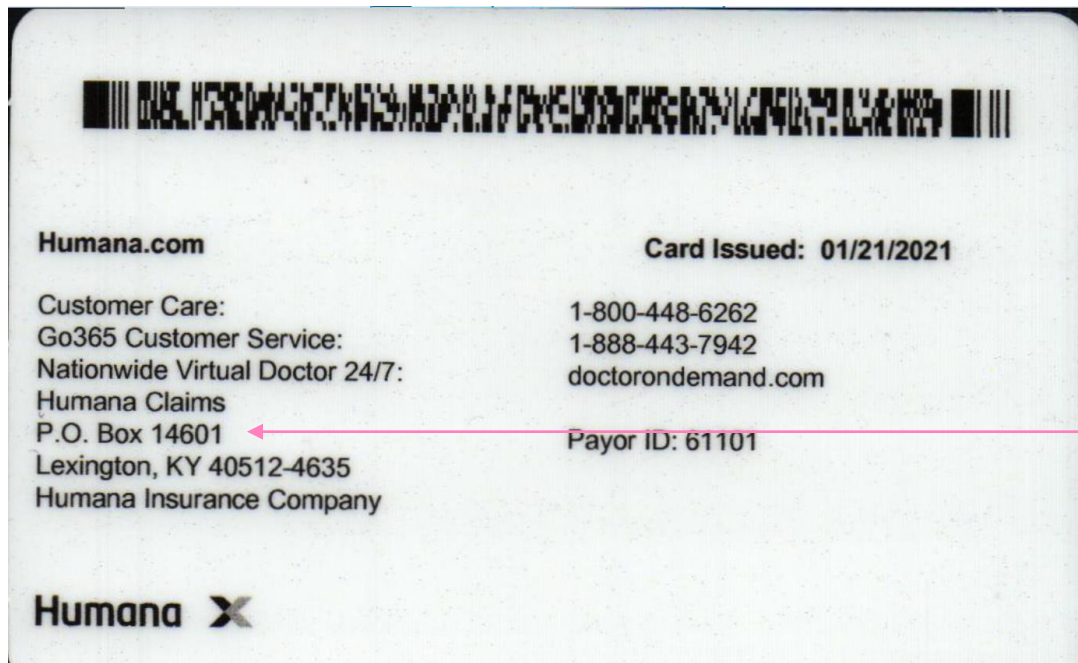 Humana.com
Card Issued: 01/21/2021
Customer Care:
1-800-448-6262
Go365 Customer Service:
1-888-443-7942
Nationwide Virtual Doctor 24/7:
doctorondemand.com
Humana Claims
P.O. Box 14601
Payor ID: 61101
Lexington, KY 40512-4635
Humana Insurance Company
Humana